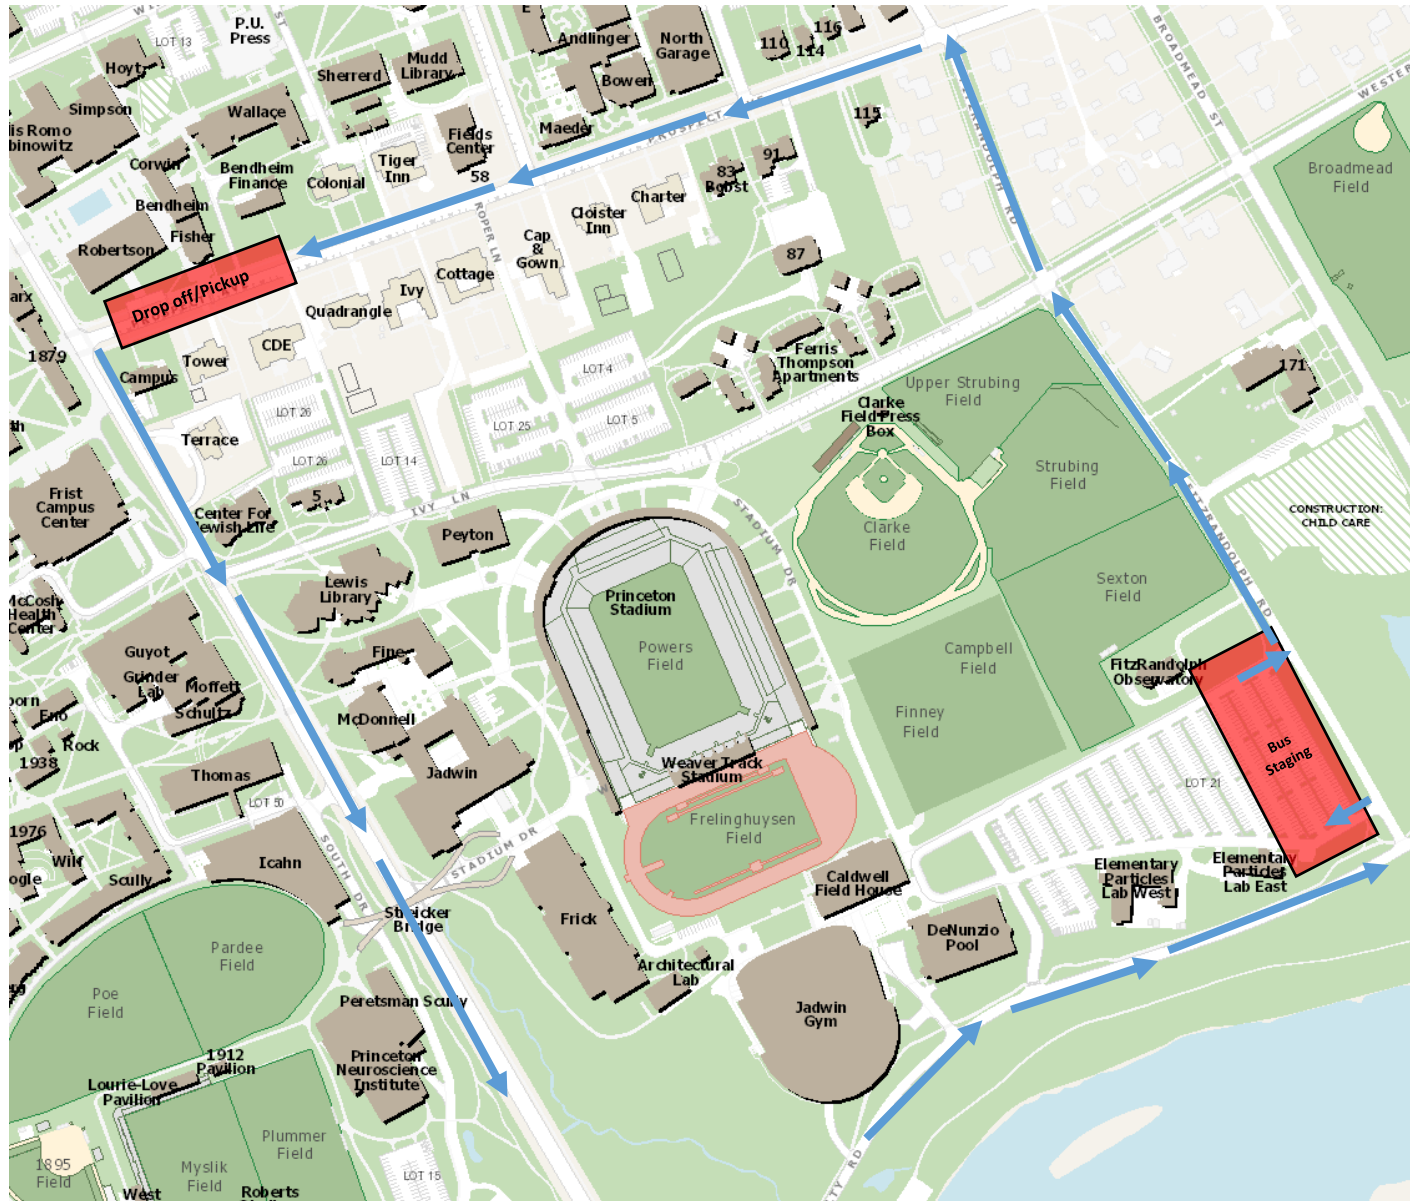 P.U.
Press
LOT 13
Hoyt
Simpson
Wallace
Sherrerd
Mudd
Library
Andlinger
Bowen
North
Garage
110
114
116
115
BROADMEAD ST
Corwin
Bendheim
Finance
Colonial
Tiger
Inn
Fields
Center
58
Maeder
PROSPECT AVE
91
83
Bobst
FITZRANDOLPH RD
Broadmead
Field
Bendheim
Fisher
Robertson
Drop off/Pickup
ROPER LN
Cloister
Inn
Charter
Cap
&
Gown
Cottage
Ivy
Quadrangle
87
1879
Campus
Tower
CDE
LOT 4
LOT 5
Ferris
Thompson
Apartments
Upper Strubing
Field
171
Clarke
Field Press
Box
Terrace
LOT 26
LOT 26
LOT 14
LOT 25
Strubing
Field
Frist
Campus
Center
Center For
Jewish Life
5
IVY LN
Peyton
STADIUM DR
Clarke
Field
FITZRANDOLPH RD
CONSTRUCTION:
CHILD CARE
McCosh
Health
Center
Lewis
Library
Princeton
Stadium
Powers
Field
Sexton
Field
Campbell
Field
Guyot
Grinder
Lab
Moffett
Schultz
Fine
McDonnell
FitzRandolph
Observatory
Finney
Field
Eno
Rock
1938
Thomas
LOT 50
Jadwin
Weaver Track
Stadium
Frelinghuysen
Field
LOT 21
Bus
Staging
1976
Wilf
Scully
Icahn
SOUTH DR
STADIUM DR
Streicker
Bridge
Frick
Caldwell
Field House
Elementary
Particles
Lab West
Elementary
Particles
Lab East
DeNunzio
Pool
Pardee
Field
Poe
Field
Architectural
Lab
Jadwin
Gym
Peretsman Scully
Princeton
Neuroscience
Institute
1912
Pavilion
Lourie-Love
Pavilion
Plummer
Field
Myslik
Field
1895
Field
West
Roberts
LOT 15
RD